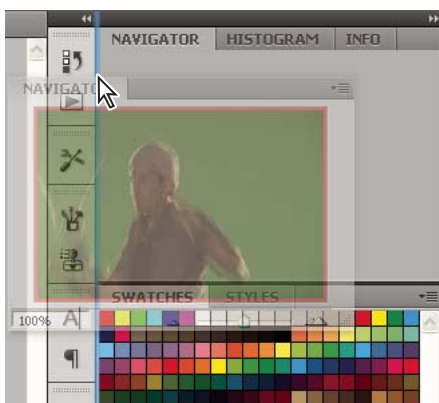 NAVIGATOR HISTOGRAM INFO
NAVIGATOR
SWATCHES STYLES
100%